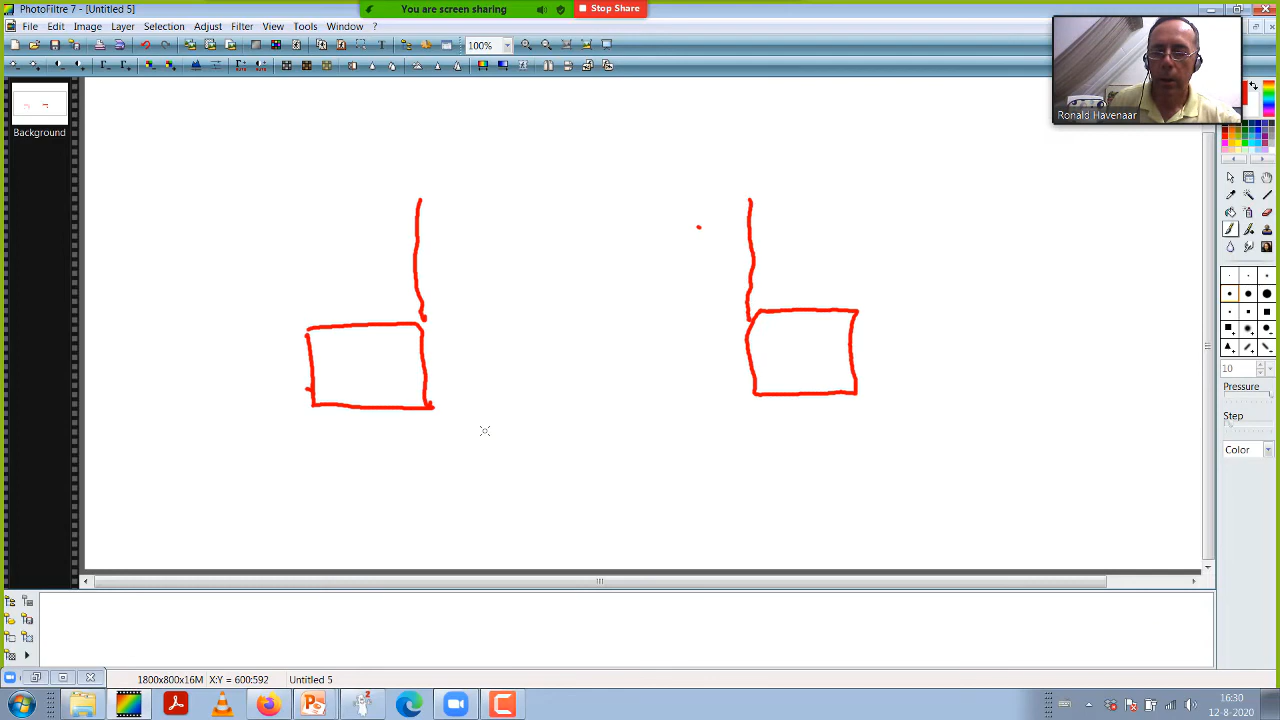 PhotoFiltre 7 - [Untitled 5]
You are screen sharing
Stop Share
File Edit Image Layer Selection Adjust Filter View Tools Window ?
100%
Ronald Havenaar
Background
10
Pressure
Step
Color
1800x800x16M X:Y = 600:592 Untitled 5
16:30
12-8-2020